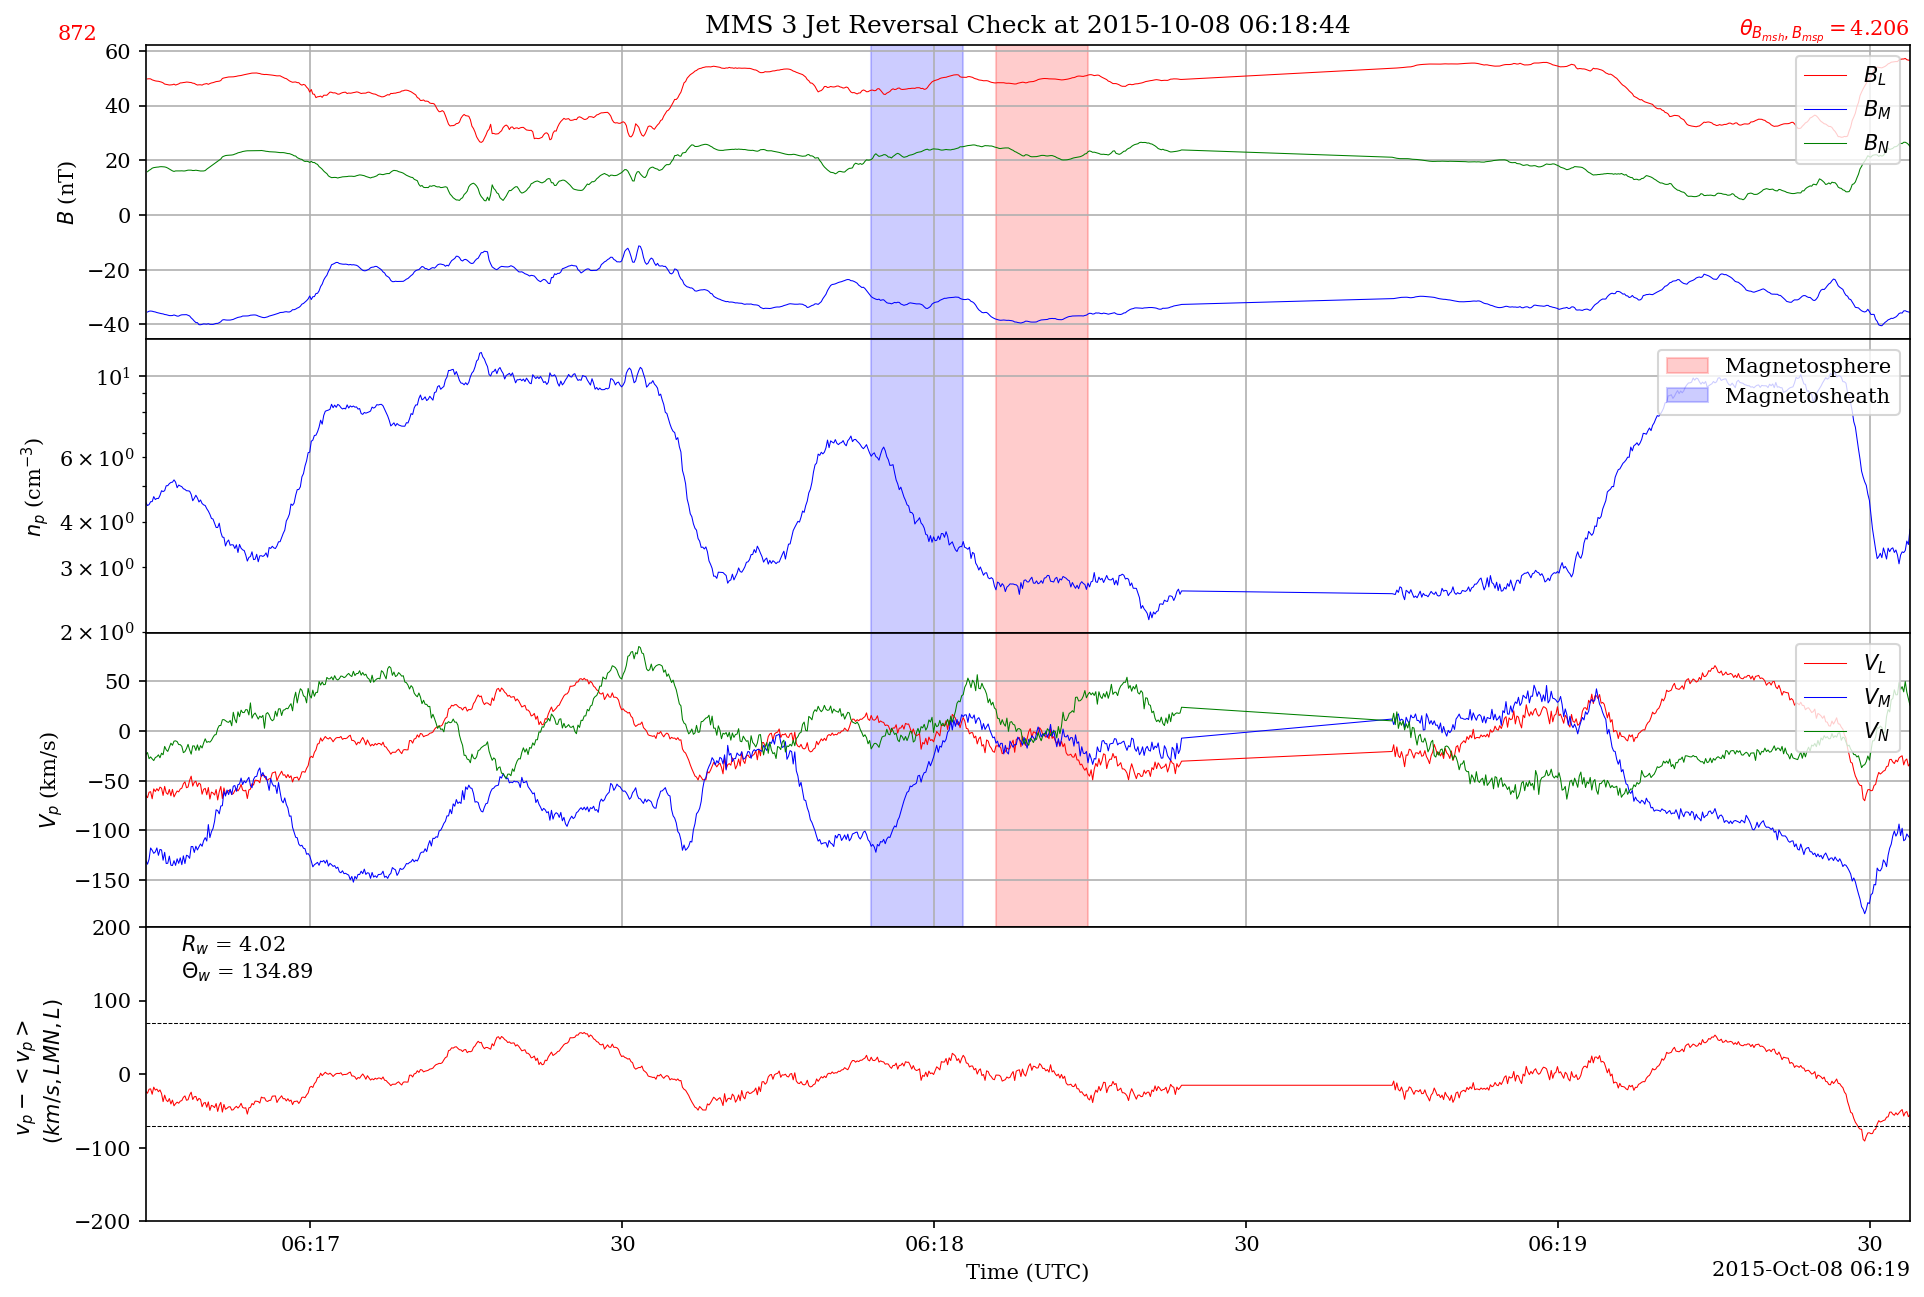 MMS 3 Jet Reversal Check at 2015-10-08 06:18:44
872
θ_{B_{msh}, B_{msp}} = 4.206
60
40
20
0
−20
−40
B (nT)
B_L
B_M
B_N
10^1
6 × 10^0
4 × 10^0
3 × 10^0
2 × 10^0
n_p (cm^{−3})
Magnetosphere
Magnetosheath
50
0
−50
−100
−150
V_p (km/s)
V_L
V_M
V_N
200
100
0
−100
−200
v_p − < v_p >
(km/s, LMN, L)
R_w = 4.02
Θ_w = 134.89
06:17 30 06:18 30 06:19 30
Time (UTC)
2015-Oct-08 06:19